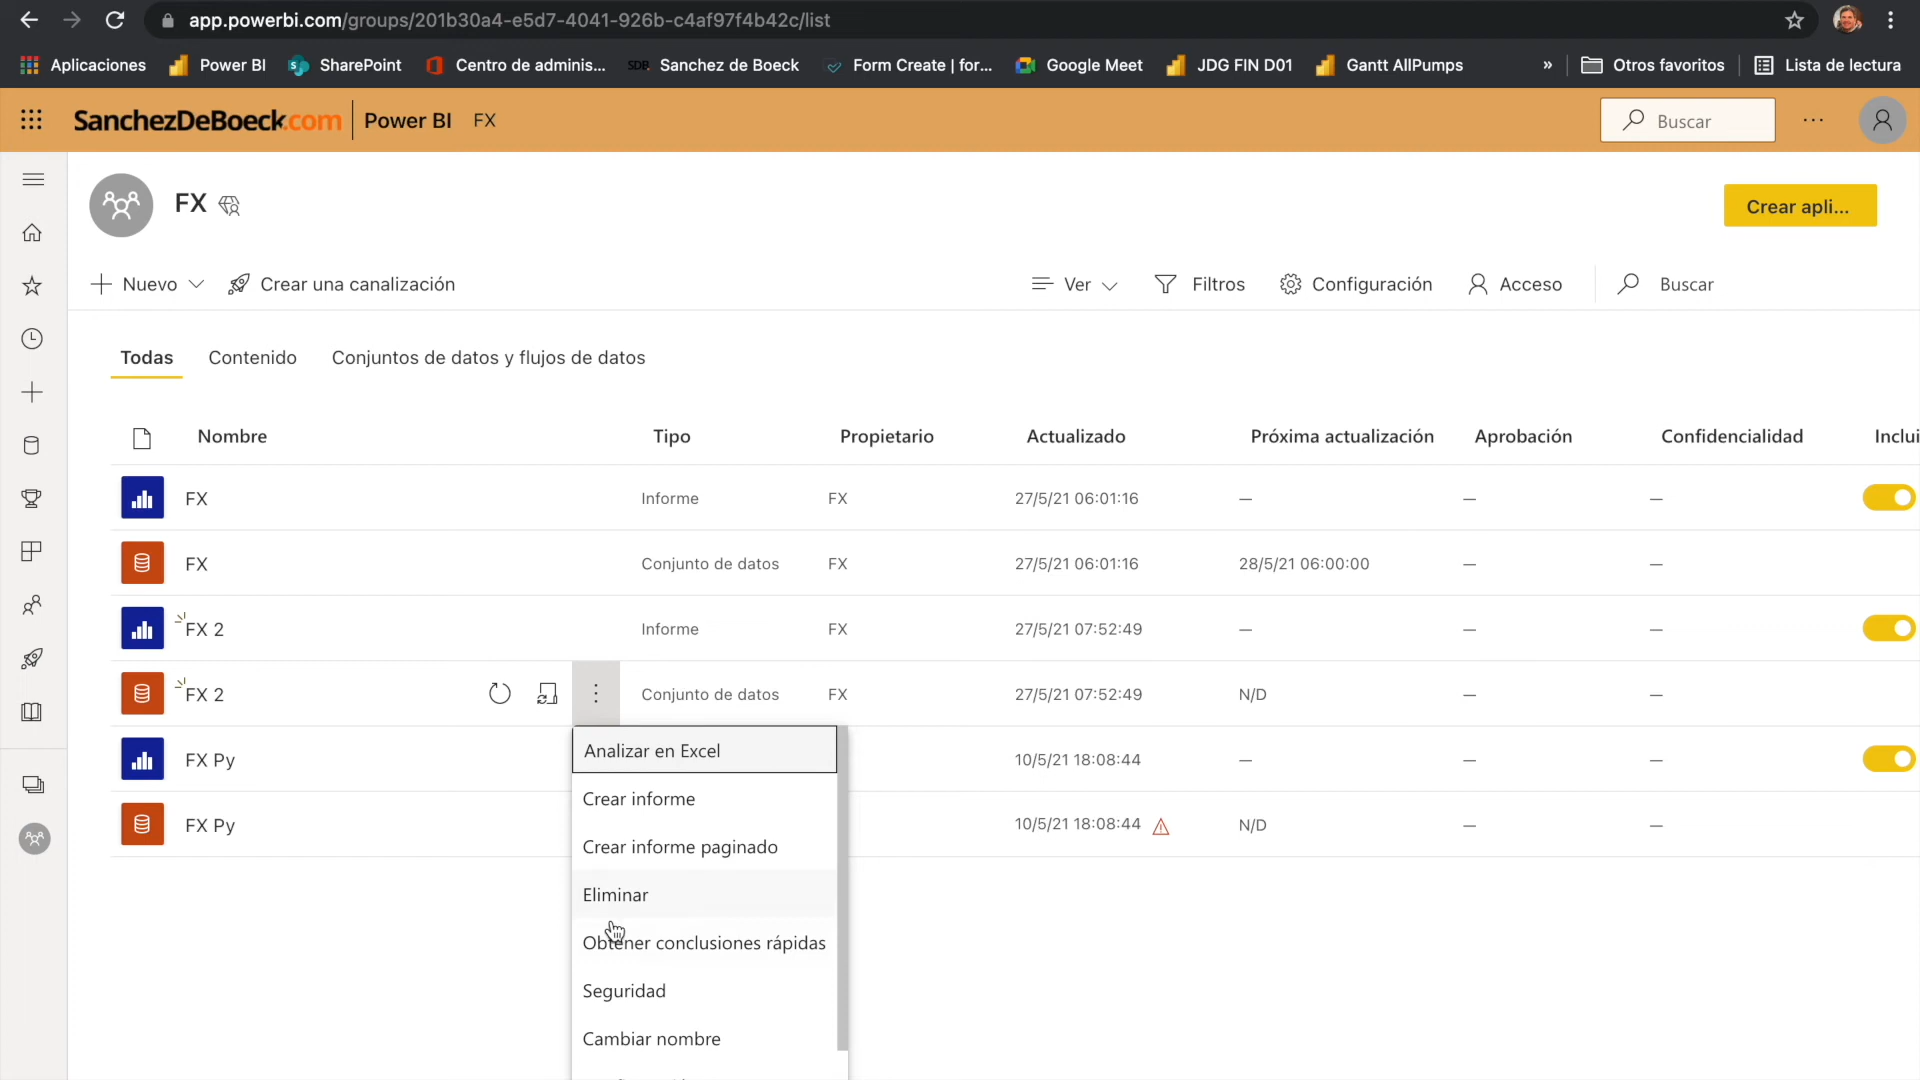 app.powerbi.com/groups/201b30a4-e5d7-4041-926b-c4af97f4b42c/list
Aplicaciones Power BI SharePoint Centro de adminis... SDB Sanchez de Boeck Form Create | for... Google Meet JDG FIN D01 Gantt AllPumps » Otros favoritos Lista de lectura
SanchezDeBoeck.com Power BI FX Buscar ...
FX Crear apli...
Nuevo Crear una canalización Ver Filtros Configuración Acceso Buscar
Todas Contenido Conjuntos de datos y flujos de datos
Nombre Tipo Propietario Actualizado Próxima actualización Aprobación Confidencialidad Inclui
FX Informe FX 27/5/21 06:01:16 — — —
FX Conjunto de datos FX 27/5/21 06:01:16 28/5/21 06:00:00 — —
FX 2 Informe FX 27/5/21 07:52:49 — — —
FX 2 Conjunto de datos FX 27/5/21 07:52:49 N/D — —
FX Py 10/5/21 18:08:44 — — —
FX Py 10/5/21 18:08:44 N/D — —
Analizar en Excel
Crear informe
Crear informe paginado
Eliminar
Obtener conclusiones rápidas
Seguridad
Cambiar nombre